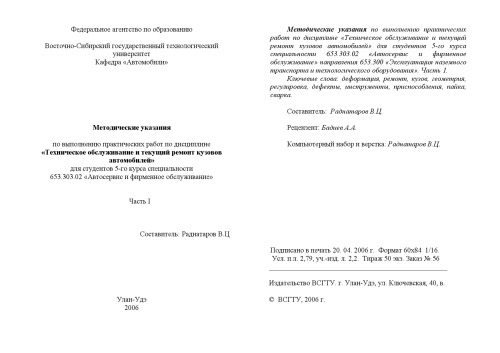 Федеральное агентство по образованию
Восточно-Сибирский государственный технологический
университет
Кафедра «Автомобили»
Методические указания
по выполнению практических работ по дисциплине
«Техническое обслуживание и текущий ремонт кузовов
автомобилей»
для студентов 5-го курса специальности
653.303.02 «Автосервис и фирменное обслуживание»
Часть 1
Составитель: Раднатаров В.Ц
Улан-Удэ
2006
Методические указания по выполнению практических
работ по дисциплине «Техническое обслуживание и текущий
ремонт кузовов автомобилей» для студентов 5-го курса
специальности 653303.02 «Автосервис и фирменное
обслуживание» направления 653.300 «Эксплуатация наземного
транспорта и технологического оборудования». Часть 1.
Ключевые слова: деформация, ремонт, кузов, геометрия,
регулировка, дефекты, инструменты, приспособления, пайка,
сварка.
Составитель: Раднатаров В.Ц.
Рецензент: Бадиев А.А.
Компьютерный набор и верстка: Раднатаров В.Ц.
Подписано в печать 20. 04. 2006 г. Формат 60х84 1/16.
Усл. п.л. 2,79, уч.-изд. л. 2,2. Тираж 50 экз. Заказ № 56
Издательство ВСГТУ. г. Улан-Удэ, ул. Ключевская, 40, в.
© ВСГТУ, 2006 г.